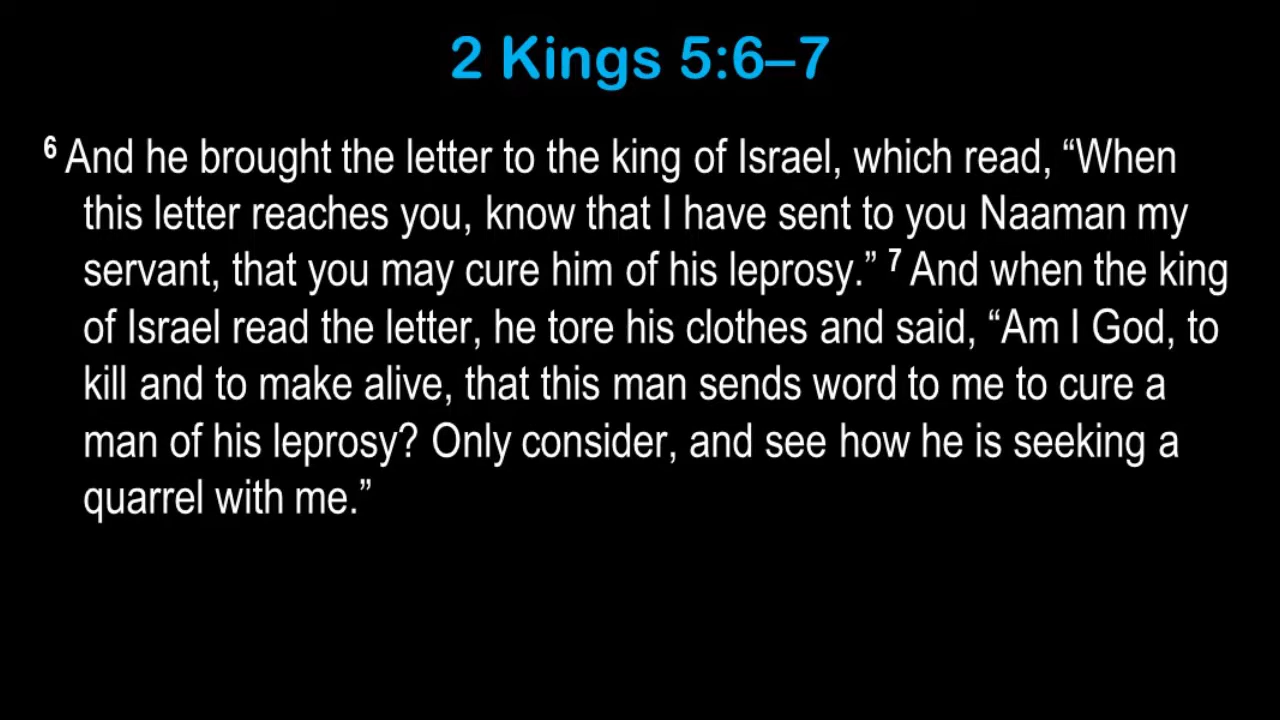 2 Kings 5:6–7
6 And he brought the letter to the king of Israel, which read, “When
this letter reaches you, know that I have sent to you Naaman my
servant, that you may cure him of his leprosy.” 7 And when the king
of Israel read the letter, he tore his clothes and said, “Am I God, to
kill and to make alive, that this man sends word to me to cure a
man of his leprosy? Only consider, and see how he is seeking a
quarrel with me.”